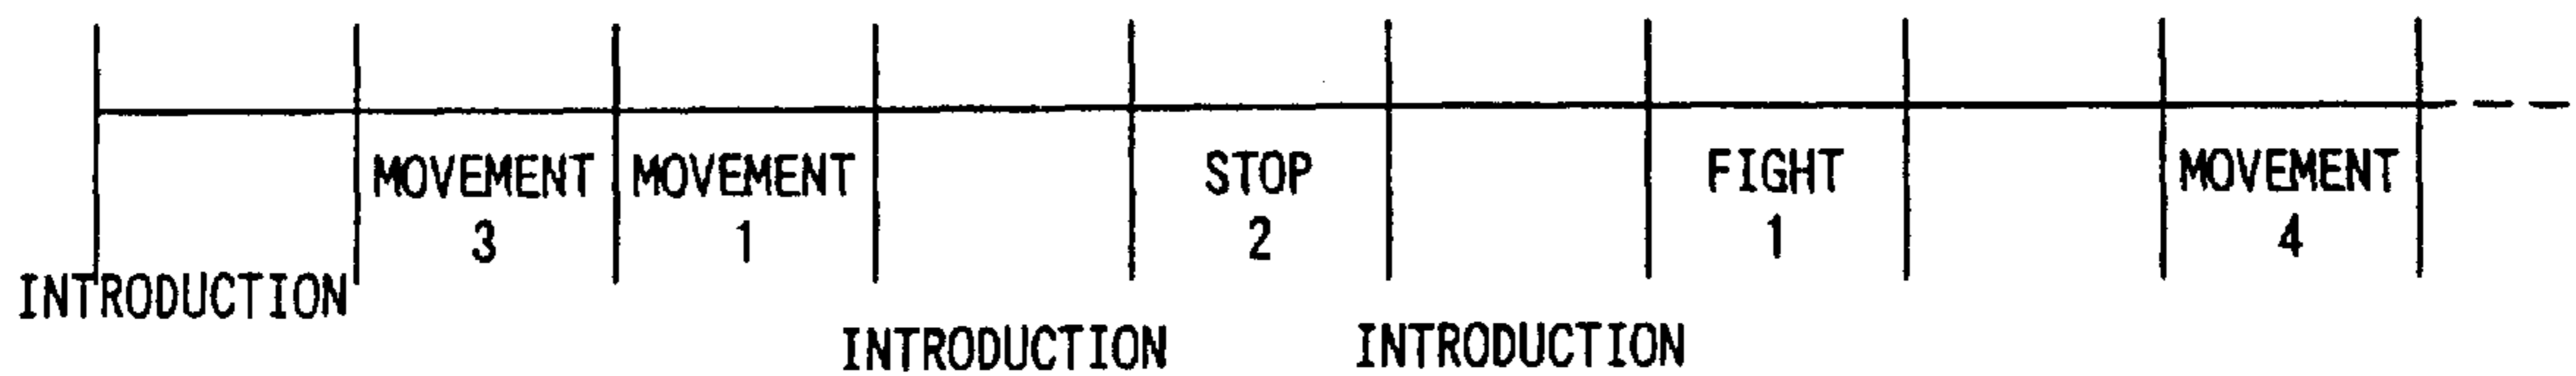 MOVEMENT MOVEMENT STOP FIGHT MOVEMENT
3 1 2 1 4
INTRODUCTION
INTRODUCTION INTRODUCTION